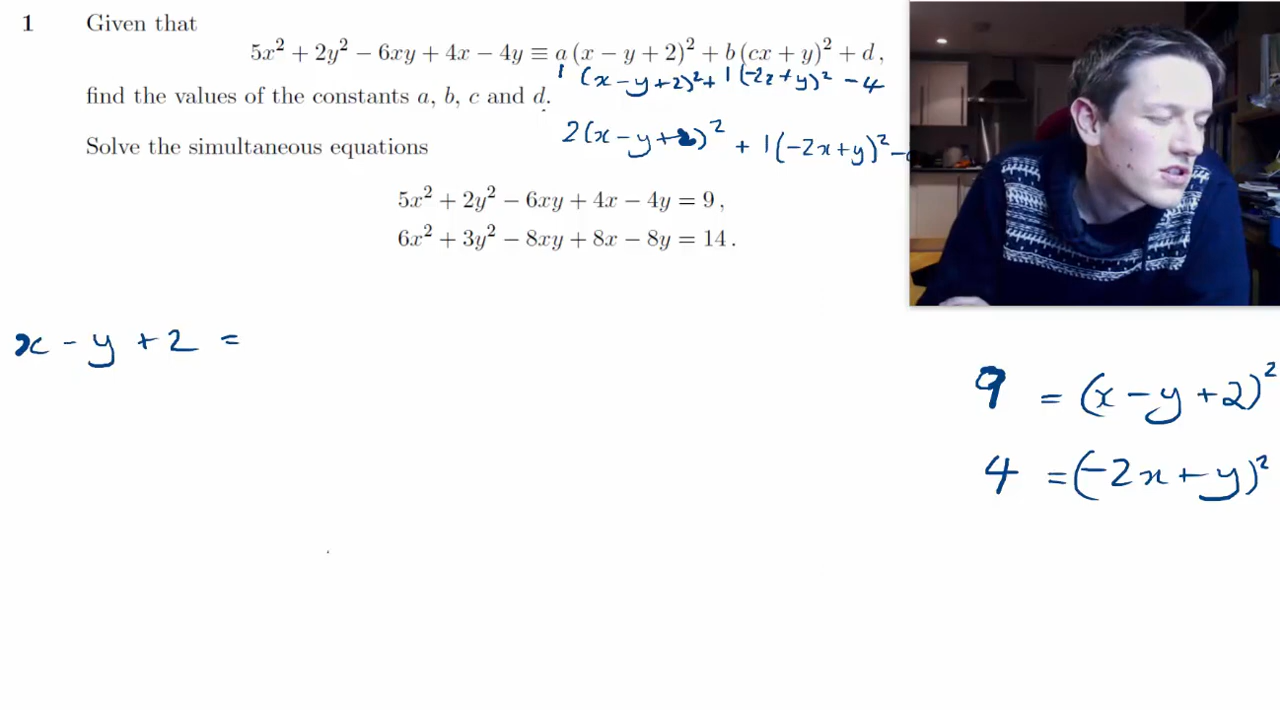 1 Given that
5x² + 2y² − 6xy + 4x − 4y ≡ a (x − y + 2)² + b (cx + y)² + d ,
1 (x − y + 2)² + 1 (−2x + y)² − 4
find the values of the constants a, b, c and d.
2(x − y + 2)² + 1(−2x + y)² −
Solve the simultaneous equations
5x² + 2y² − 6xy + 4x − 4y = 9 ,
6x² + 3y² − 8xy + 8x − 8y = 14 .
x − y + 2 =
9 = (x − y + 2)²
4 = (−2x + y)²